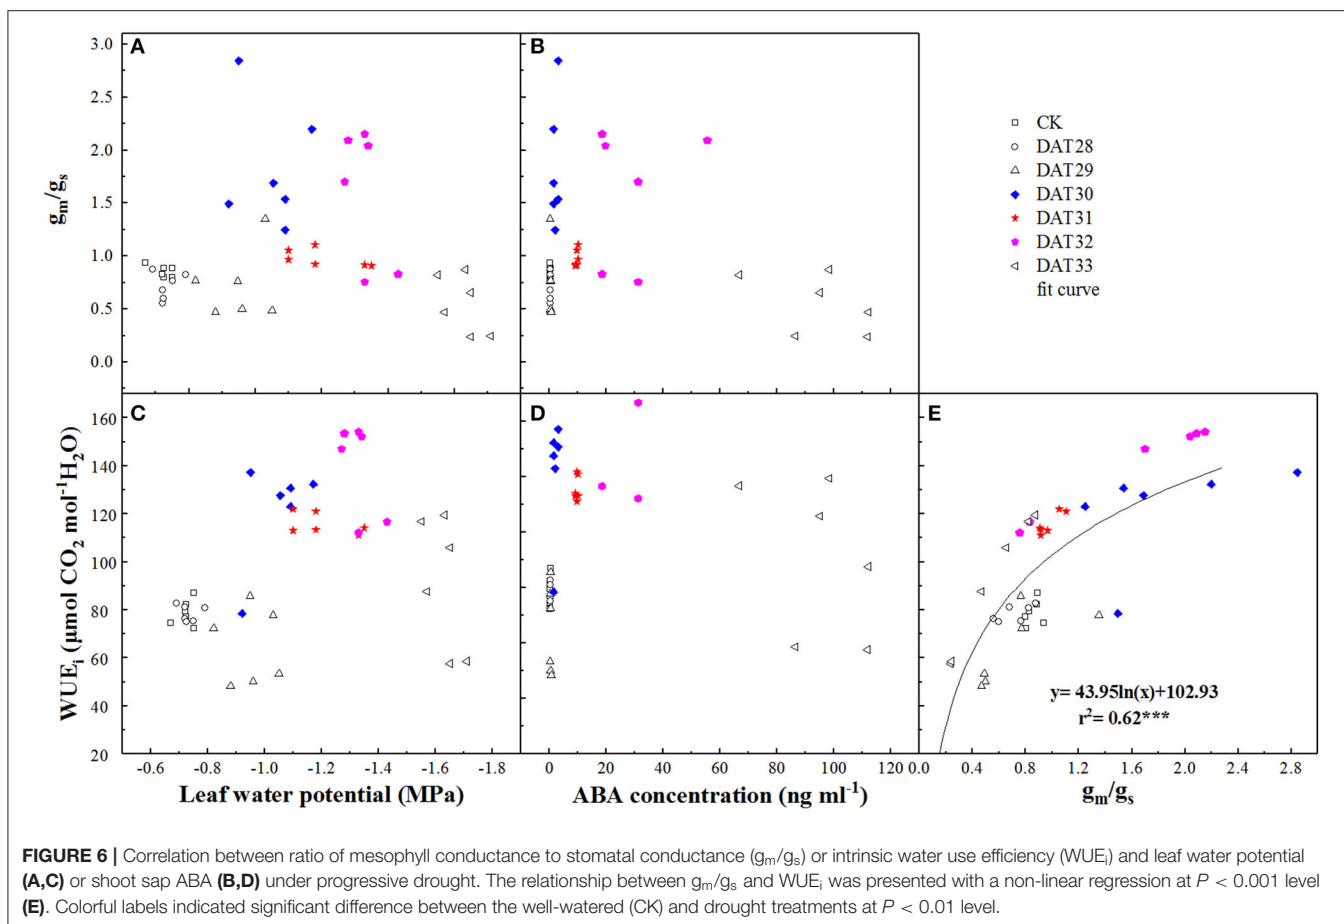 A
B
3.0
2.5
2.0
1.5
1.0
0.5
0.0
gm/gs
CK
DAT28
DAT29
DAT30
DAT31
DAT32
DAT33
fit curve
C
D
E
160
140
120
100
80
60
40
20
WUEi (μmol CO2 mol-1H2O)
y= 43.95ln(x)+102.93
r2= 0.62***
-0.6 -0.8 -1.0 -1.2 -1.4 -1.6 -1.8
0 20 40 60 80 100 120
0.0 0.4 0.8 1.2 1.6 2.0 2.4 2.8
Leaf water potential (MPa)
ABA concentration (ng ml-1)
gm/gs
FIGURE 6 | Correlation between ratio of mesophyll conductance to stomatal conductance (gm/gs) or intrinsic water use efficiency (WUEi) and leaf water potential
(A,C) or shoot sap ABA (B,D) under progressive drought. The relationship between gm/gs and WUEi was presented with a non-linear regression at P < 0.001 level
(E). Colorful labels indicated significant difference between the well-watered (CK) and drought treatments at P < 0.01 level.